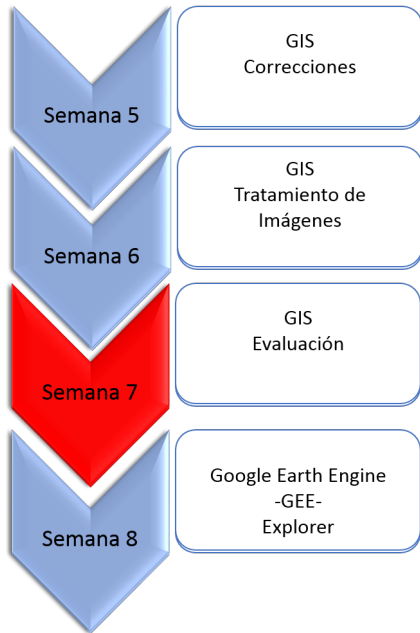 Semana 5
GIS
Correcciones
Semana 6
GIS
Tratamiento de
Imágenes
Semana 7
GIS
Evaluación
Semana 8
Google Earth Engine
-GEE-
Explorer